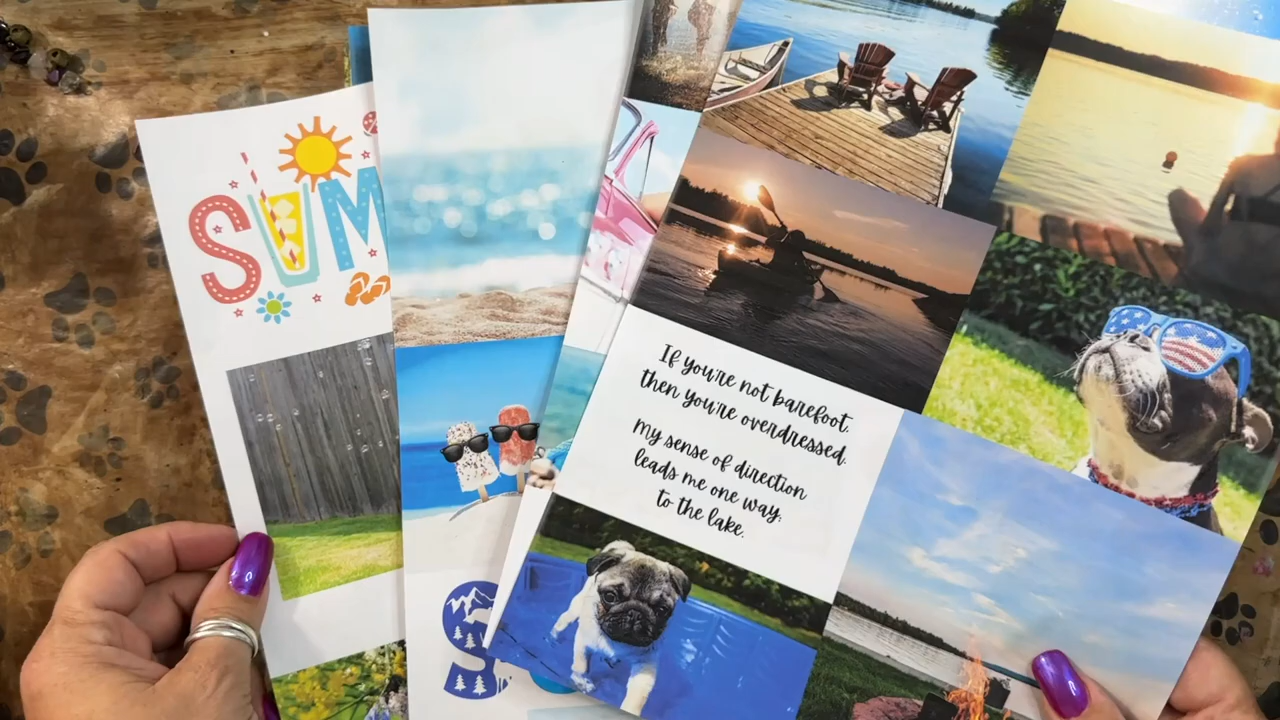 SUM
If you're not barefoot,
then you're overdressed.
My sense of direction
leads me one way:
to the lake.
S